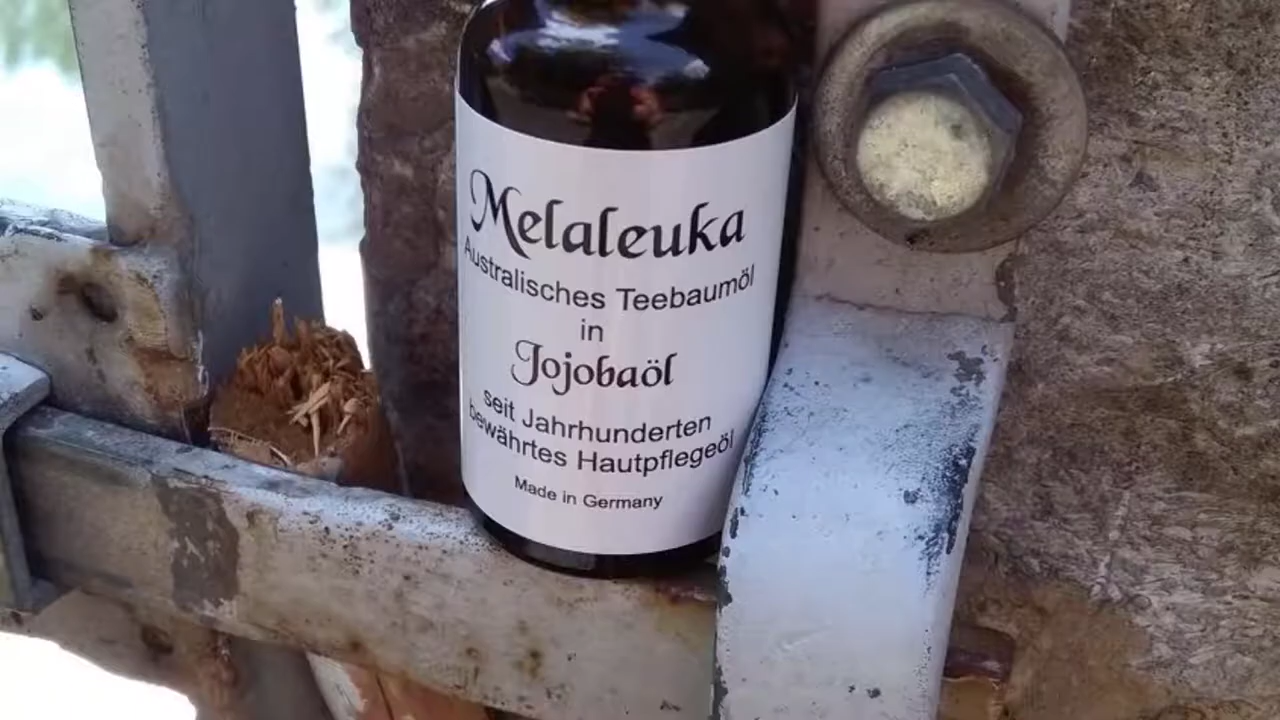 Melaleuka
Australisches Teebaumöl
in
Jojobaöl
seit Jahrhunderten
bewährtes Hautpflegeöl
Made in Germany